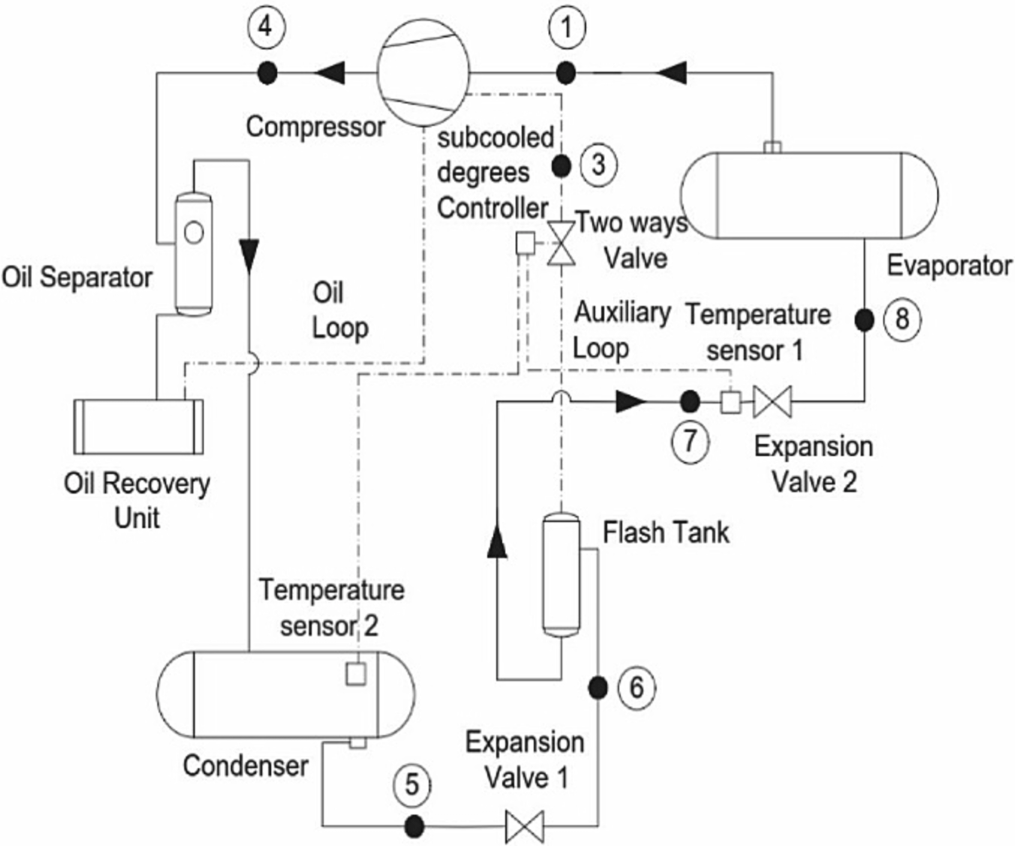 4
1
Compressor
subcooled
degrees
Controller
3
Two ways
Valve
Evaporator
Oil Separator
Oil
Loop
Auxiliary
Loop
Temperature
sensor 1
8
7
Expansion
Valve 2
Oil Recovery
Unit
Flash Tank
Temperature
sensor 2
6
Condenser
Expansion
Valve 1
5